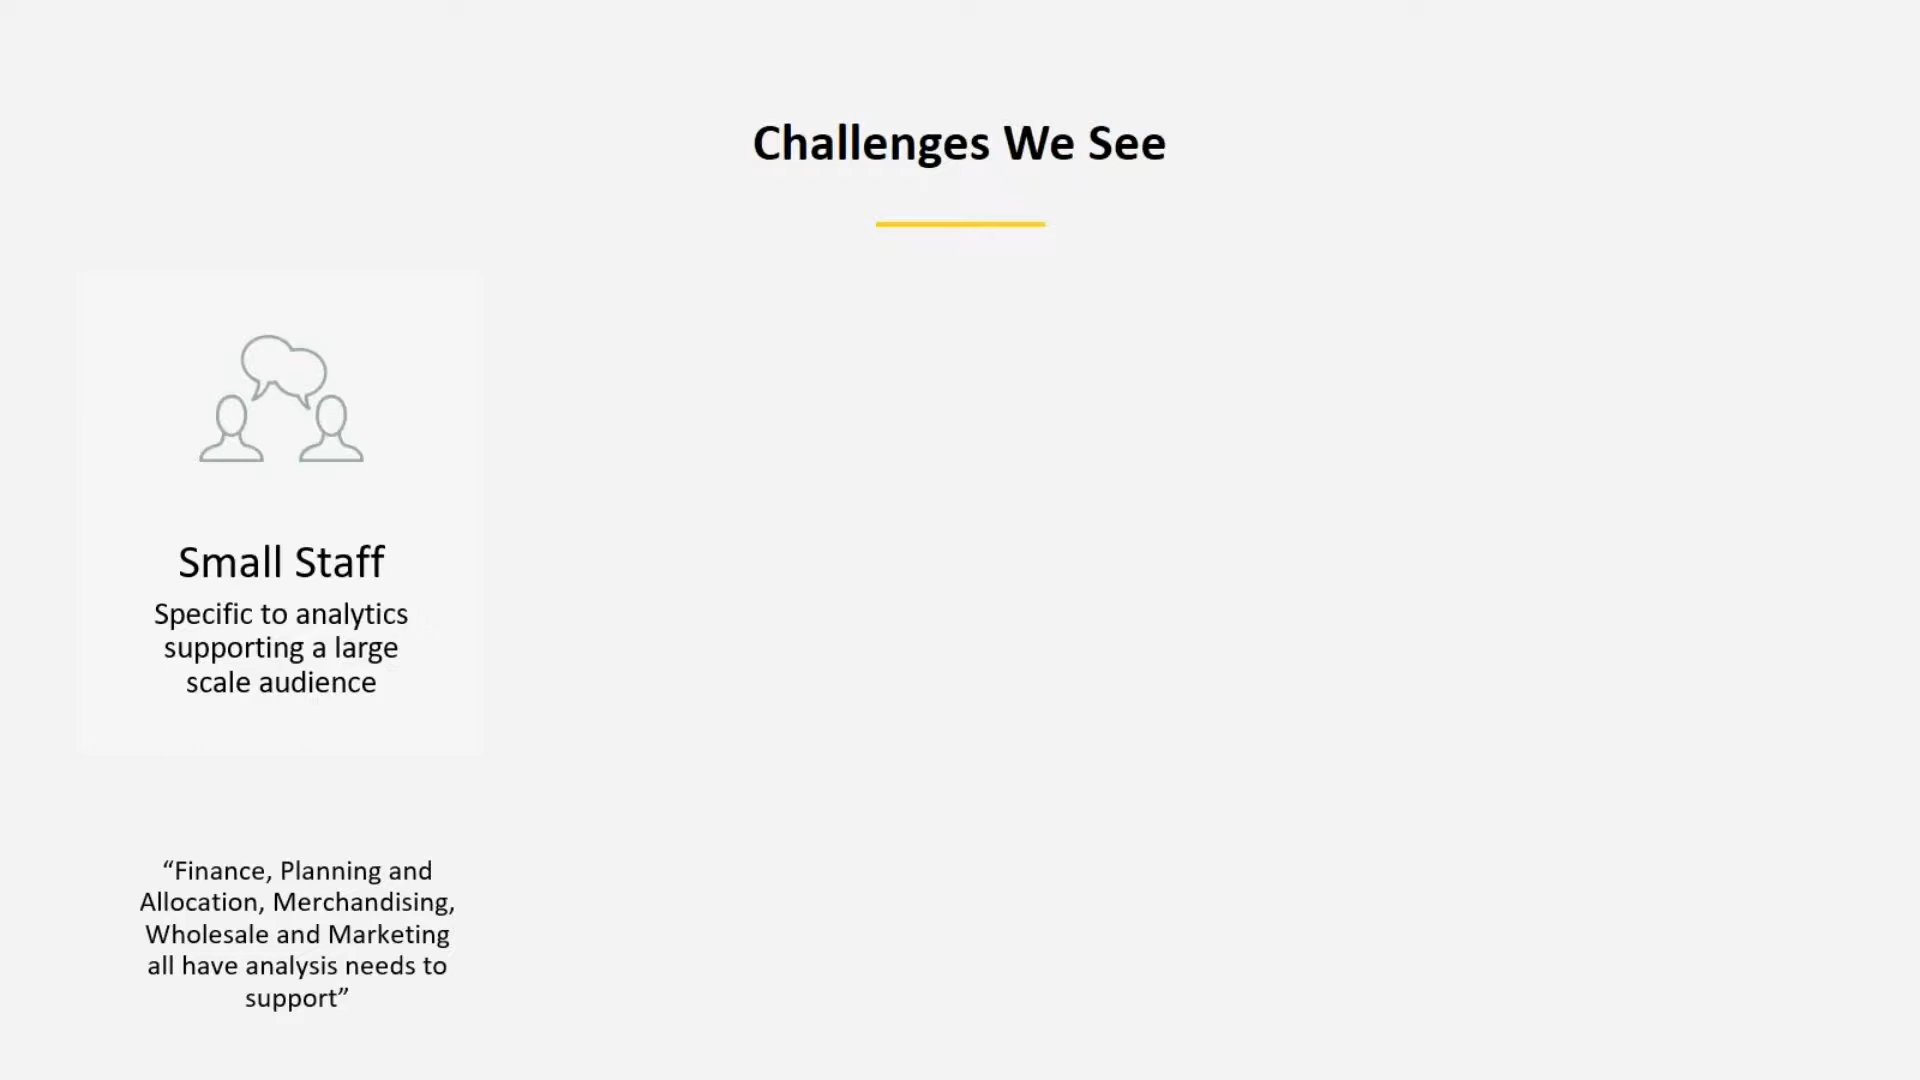 Challenges We See
Small Staff
Specific to analytics
supporting a large
scale audience
“Finance, Planning and
Allocation, Merchandising,
Wholesale and Marketing
all have analysis needs to
support”